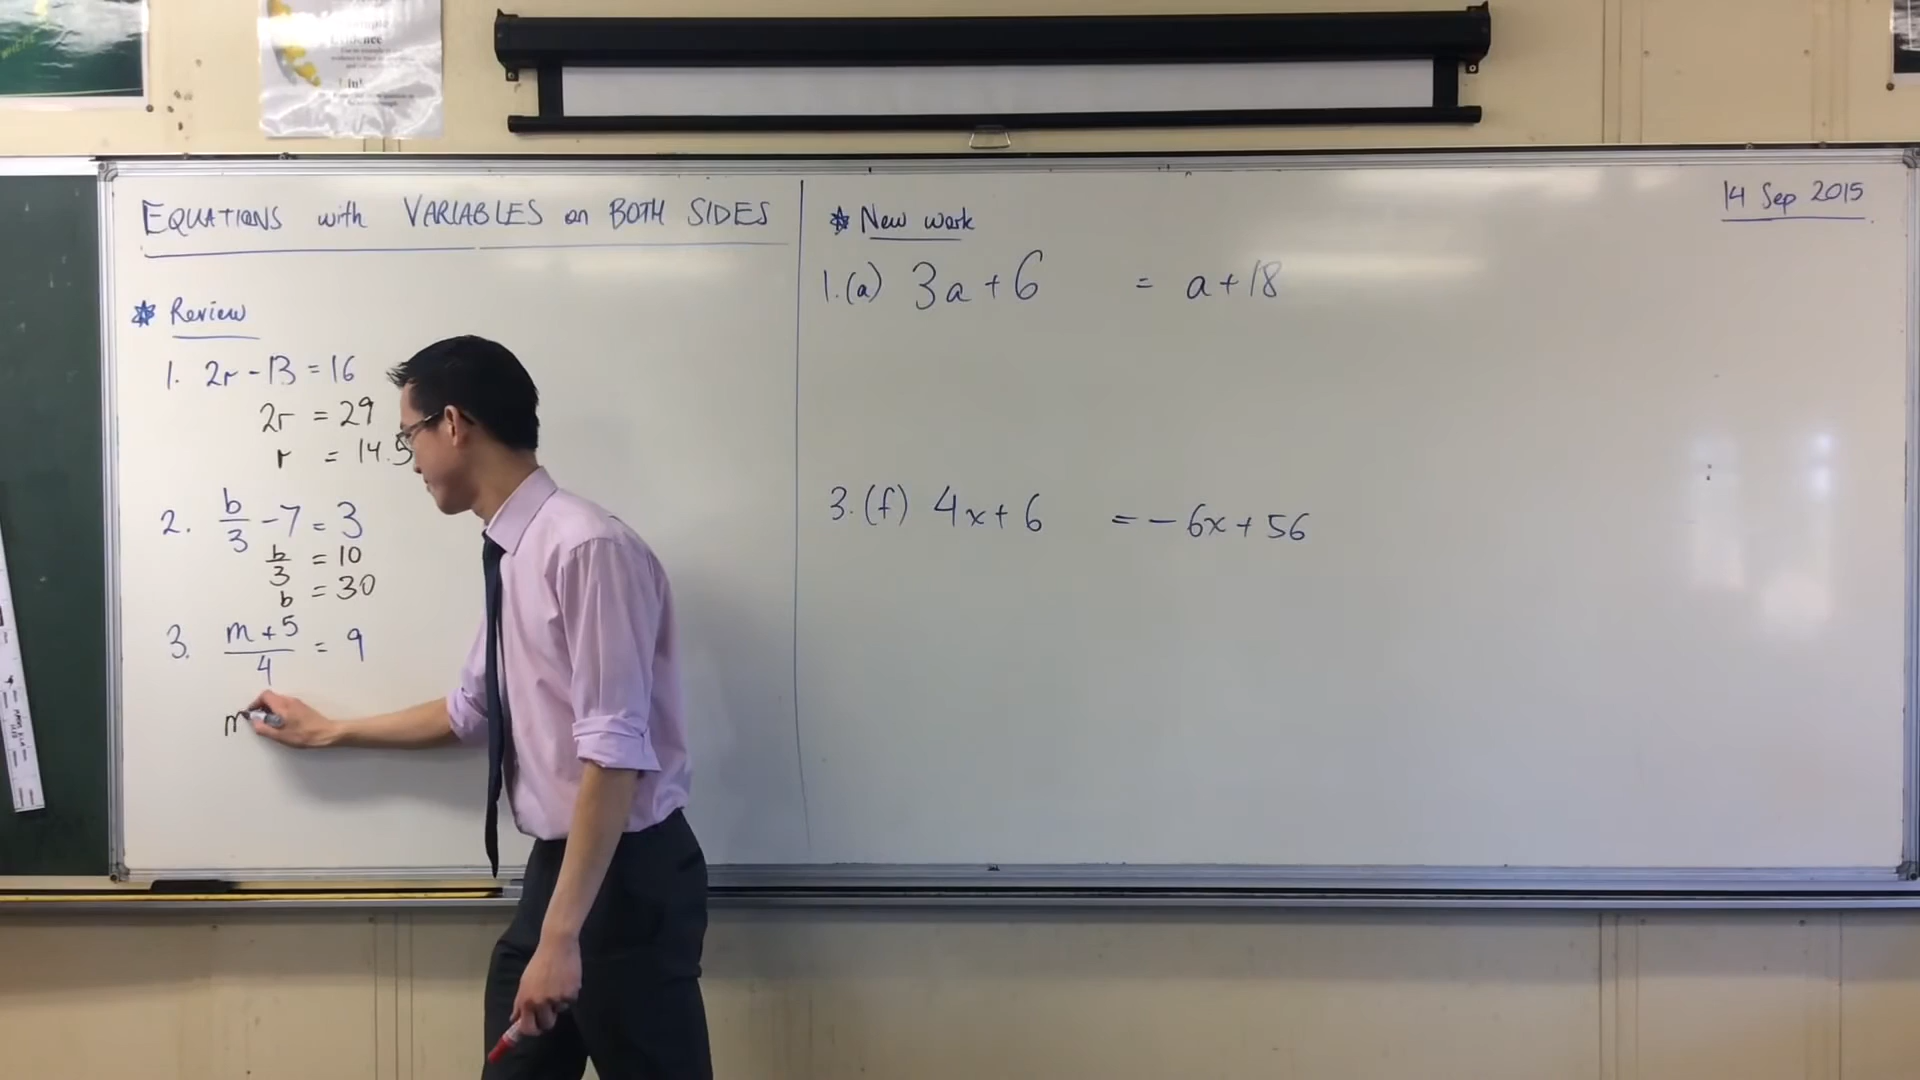 EQUATIONS with VARIABLES on BOTH SIDES
* Review
1. 2r - 13 = 16
2r = 29
r = 14.5
2. b/3 - 7 = 3
b/3 = 10
b = 30
3. (m + 5)/4 = 9
m
* New work
1. (a) 3a + 6 = a + 18
3. (f) 4x + 6 = - 6x + 56
14 Sep 2015